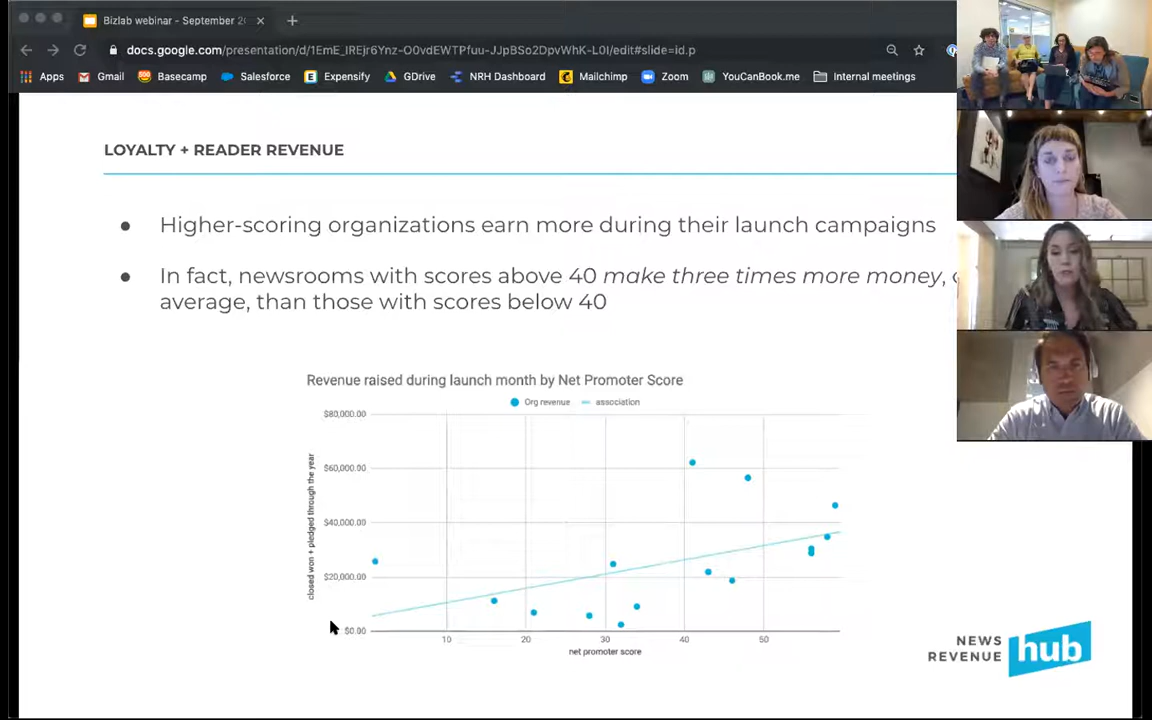 Bizlab webinar - September 2
docs.google.com/presentation/d/1EmE_IREjr6Ynz-O0vdEWTPfuu-JJpBSo2DpvWhK-L0I/edit#slide=id.p
Apps Gmail Basecamp Salesforce Expensify GDrive NRH Dashboard Mailchimp Zoom YouCanBook.me Internal meetings
LOYALTY + READER REVENUE
● Higher-scoring organizations earn more during their launch campaigns
● In fact, newsrooms with scores above 40 make three times more money,
average, than those with scores below 40
Revenue raised during launch month by Net Promoter Score
Org revenue association
$80,000.00
$60,000.00
$40,000.00
$20,000.00
$0.00
closed won + pledged through the year
10 20 30 40 50
net promoter score
NEWS
REVENUE
hub